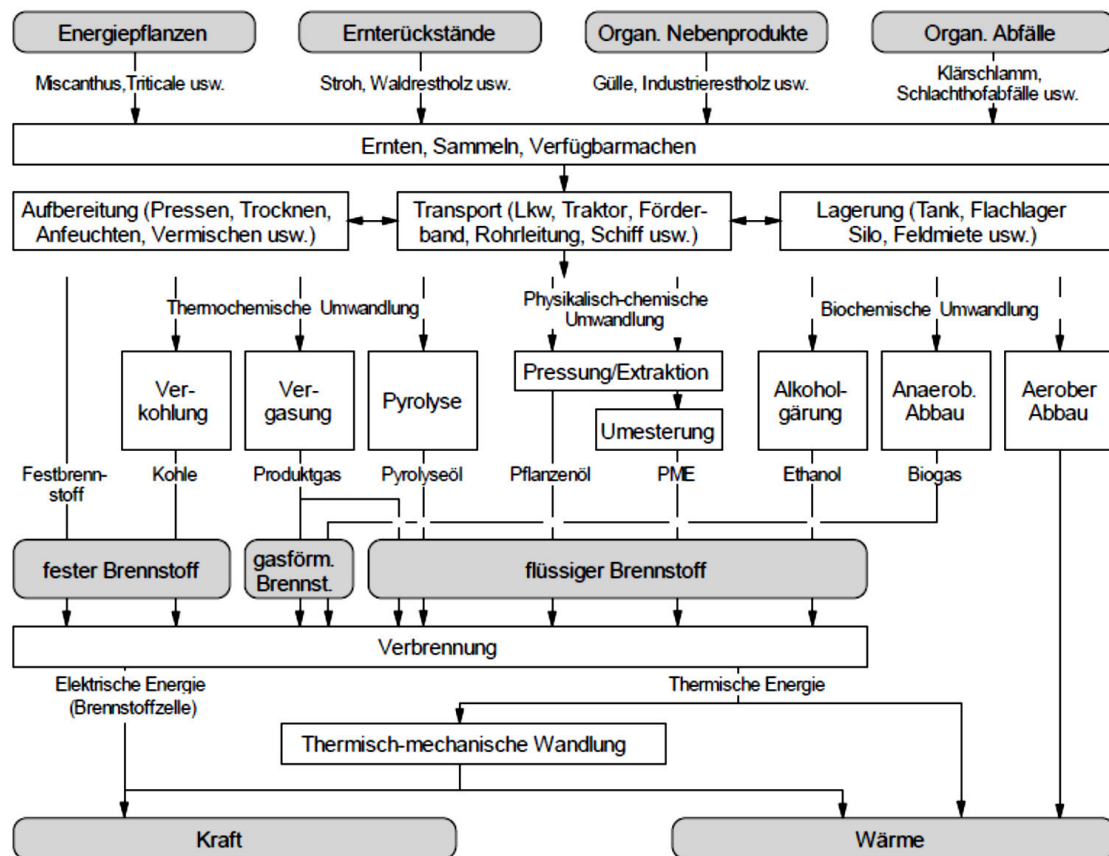 Energiepflanzen
Ernterückstände
Organ. Nebenprodukte
Organ. Abfälle
Miscanthus,Triticale usw.
Stroh, Waldrestholz usw.
Gülle, Industrierestholz usw.
Klärschlamm,
Schlachthofabfälle usw.
Ernten, Sammeln, Verfügbarmachen
Aufbereitung (Pressen, Trocknen,
Anfeuchten, Vermischen usw.)
Transport (Lkw, Traktor, Förder-
band, Rohrleitung, Schiff usw.)
Lagerung (Tank, Flachlager
Silo, Feldmiete usw.)
Thermochemische Umwandlung
Physikalisch-chemische
Umwandlung
Biochemische Umwandlung
Ver-
kohlung
Ver-
gasung
Pyrolyse
Pressung/Extraktion
Umesterung
Alkohol-
gärung
Anaerob.
Abbau
Aerober
Abbau
Festbrenn-
stoff
Kohle
Produktgas
Pyrolyseöl
Pflanzenöl
PME
Ethanol
Biogas
fester Brennstoff
gasförm.
Brennst.
flüssiger Brennstoff
Verbrennung
Elektrische Energie
(Brennstoffzelle)
Thermische Energie
Thermisch-mechanische Wandlung
Kraft
Wärme